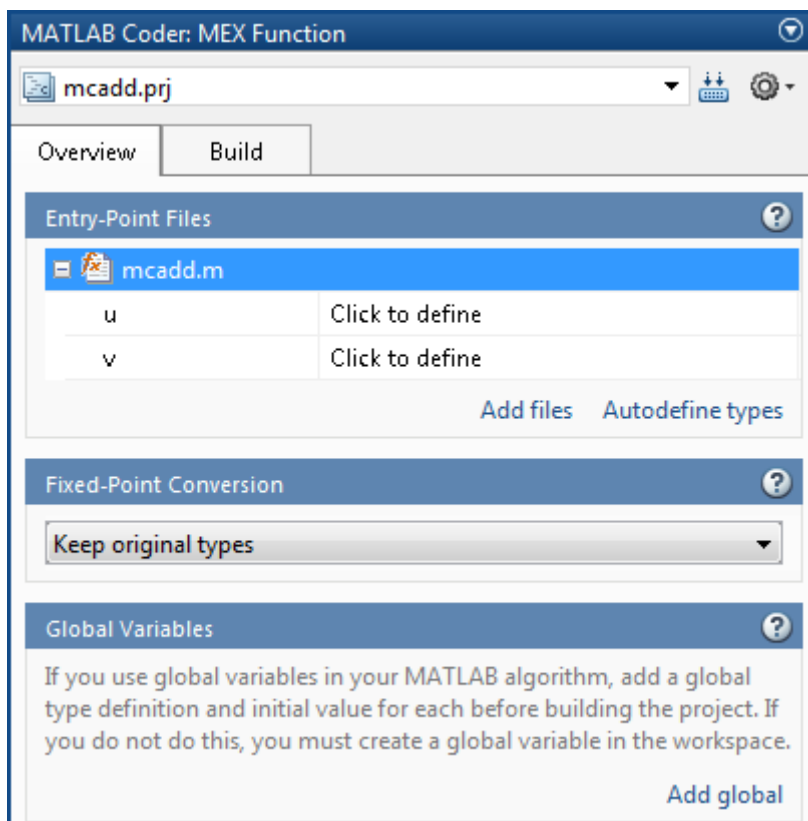 MATLAB Coder: MEX Function
mcadd.prj
Overview Build
Entry-Point Files
mcadd.m
u Click to define
v Click to define
Add files Autodefine types
Fixed-Point Conversion
Keep original types
Global Variables
If you use global variables in your MATLAB algorithm, add a global
type definition and initial value for each before building the project. If
you do not do this, you must create a global variable in the workspace.
Add global